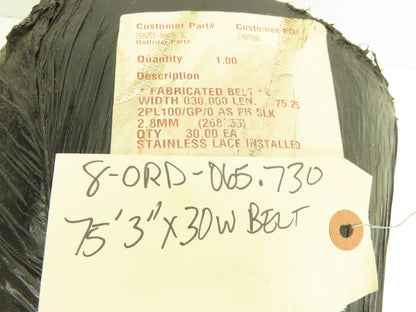 Customer Part# Customer PO#
ReOrder Part#
Quantity 1.00
Description
* FABRICATED BELT *
WIDTH 030.000 LEN. 75.25
2PL100/GP/0 AS FR BLK
2.8MM
QTY 30.00 EA
STAINLESS LACE INSTALLED
8-ORD-065.730
75'3" X 30W BELT